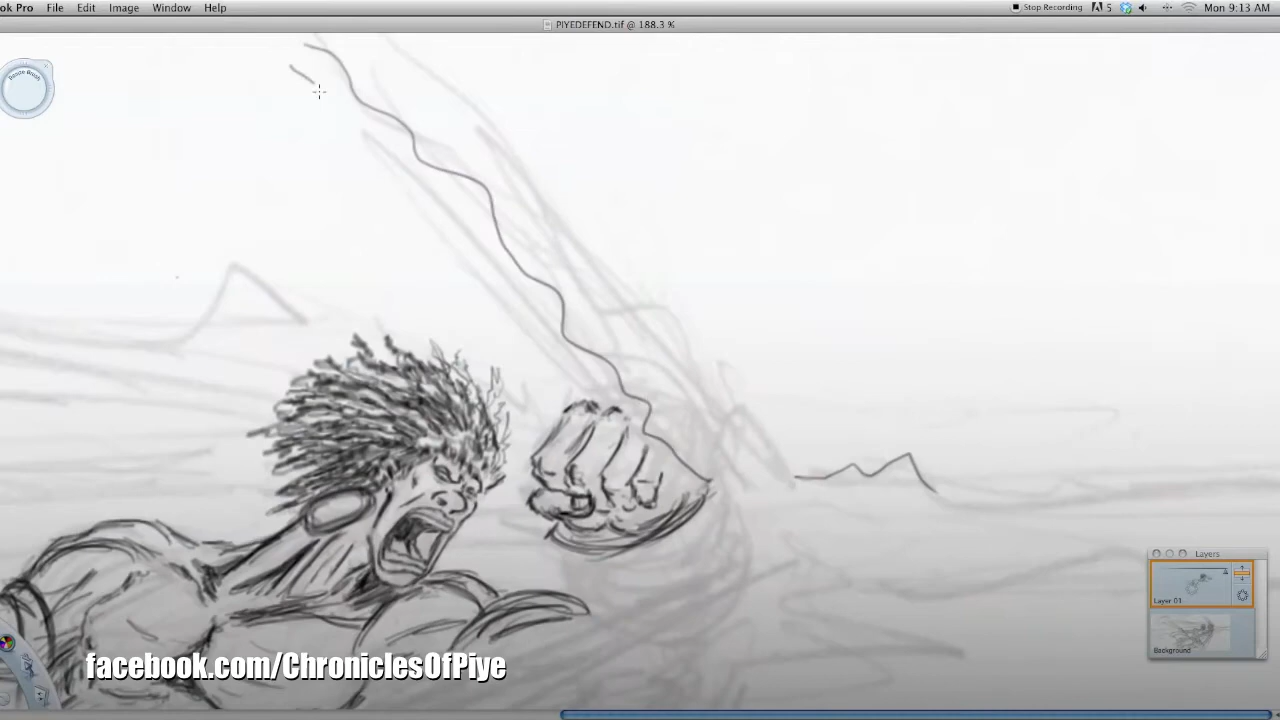 ok Pro File Edit Image Window Help Stop Recording 5 Mon 9:13 AM
PIYEDEFEND.tif @ 188.3 %
Layers
Layer 01
Background
facebook.com/ChroniclesOfPiye